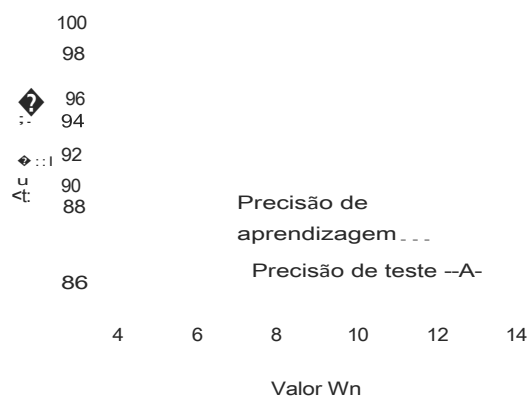 100
98
96
94
92
90
88
Precisão de
aprendizagem - - -
Precisão de teste --A-
86
4 6 8 10 12 14
Valor Wn